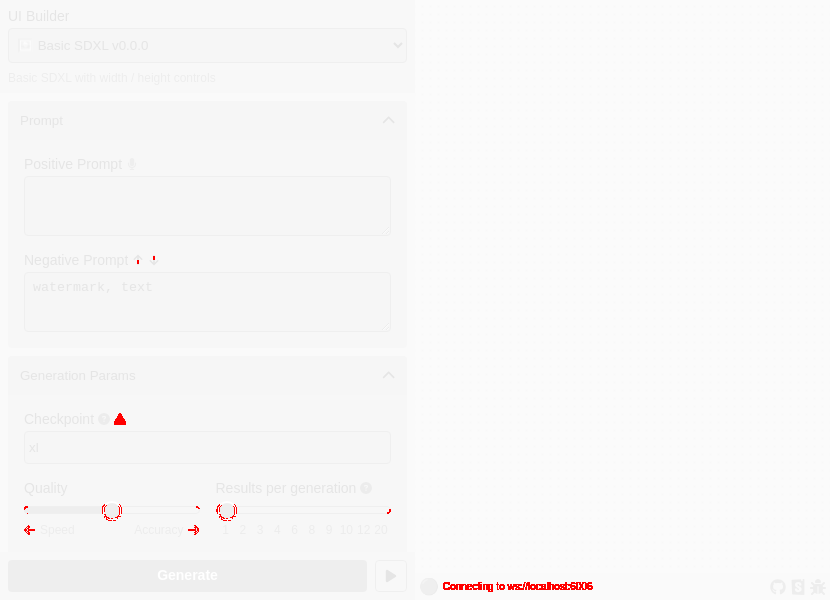 UI Builder
Basic SDXL v0.0.0
Basic SDXL with width / height controls
Prompt
Positive Prompt
Negative Prompt
watermark, text
Generation Params
Checkpoint
xl
Quality Results per generation
Speed Accuracy 1 2 3 4 6 8 9 10 12 20
Generate
Connecting to ws://localhost:6006